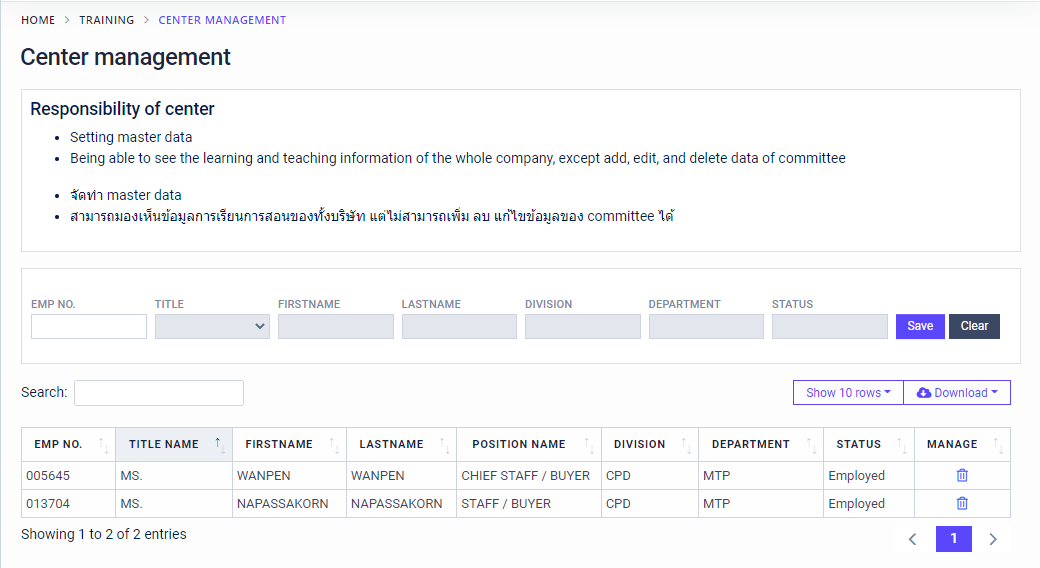 HOME > TRAINING > CENTER MANAGEMENT
Center management
Responsibility of center
• Setting master data
• Being able to see the learning and teaching information of the whole company, except add, edit, and delete data of committee
• จัดทำ master data
• สามารถมองเห็นข้อมูลการเรียนการสอนของทั้งบริษัท แต่ไม่สามารถเพิ่ม ลบ แก้ไขข้อมูลของ committee ได้
EMP NO. TITLE FIRSTNAME LASTNAME DIVISION DEPARTMENT STATUS
Save Clear
Search: Show 10 rows Download
EMP NO. TITLE NAME FIRSTNAME LASTNAME POSITION NAME DIVISION DEPARTMENT STATUS MANAGE
005645 MS. WANPEN WANPEN CHIEF STAFF / BUYER CPD MTP Employed
013704 MS. NAPASSAKORN NAPASSAKORN STAFF / BUYER CPD MTP Employed
Showing 1 to 2 of 2 entries
1